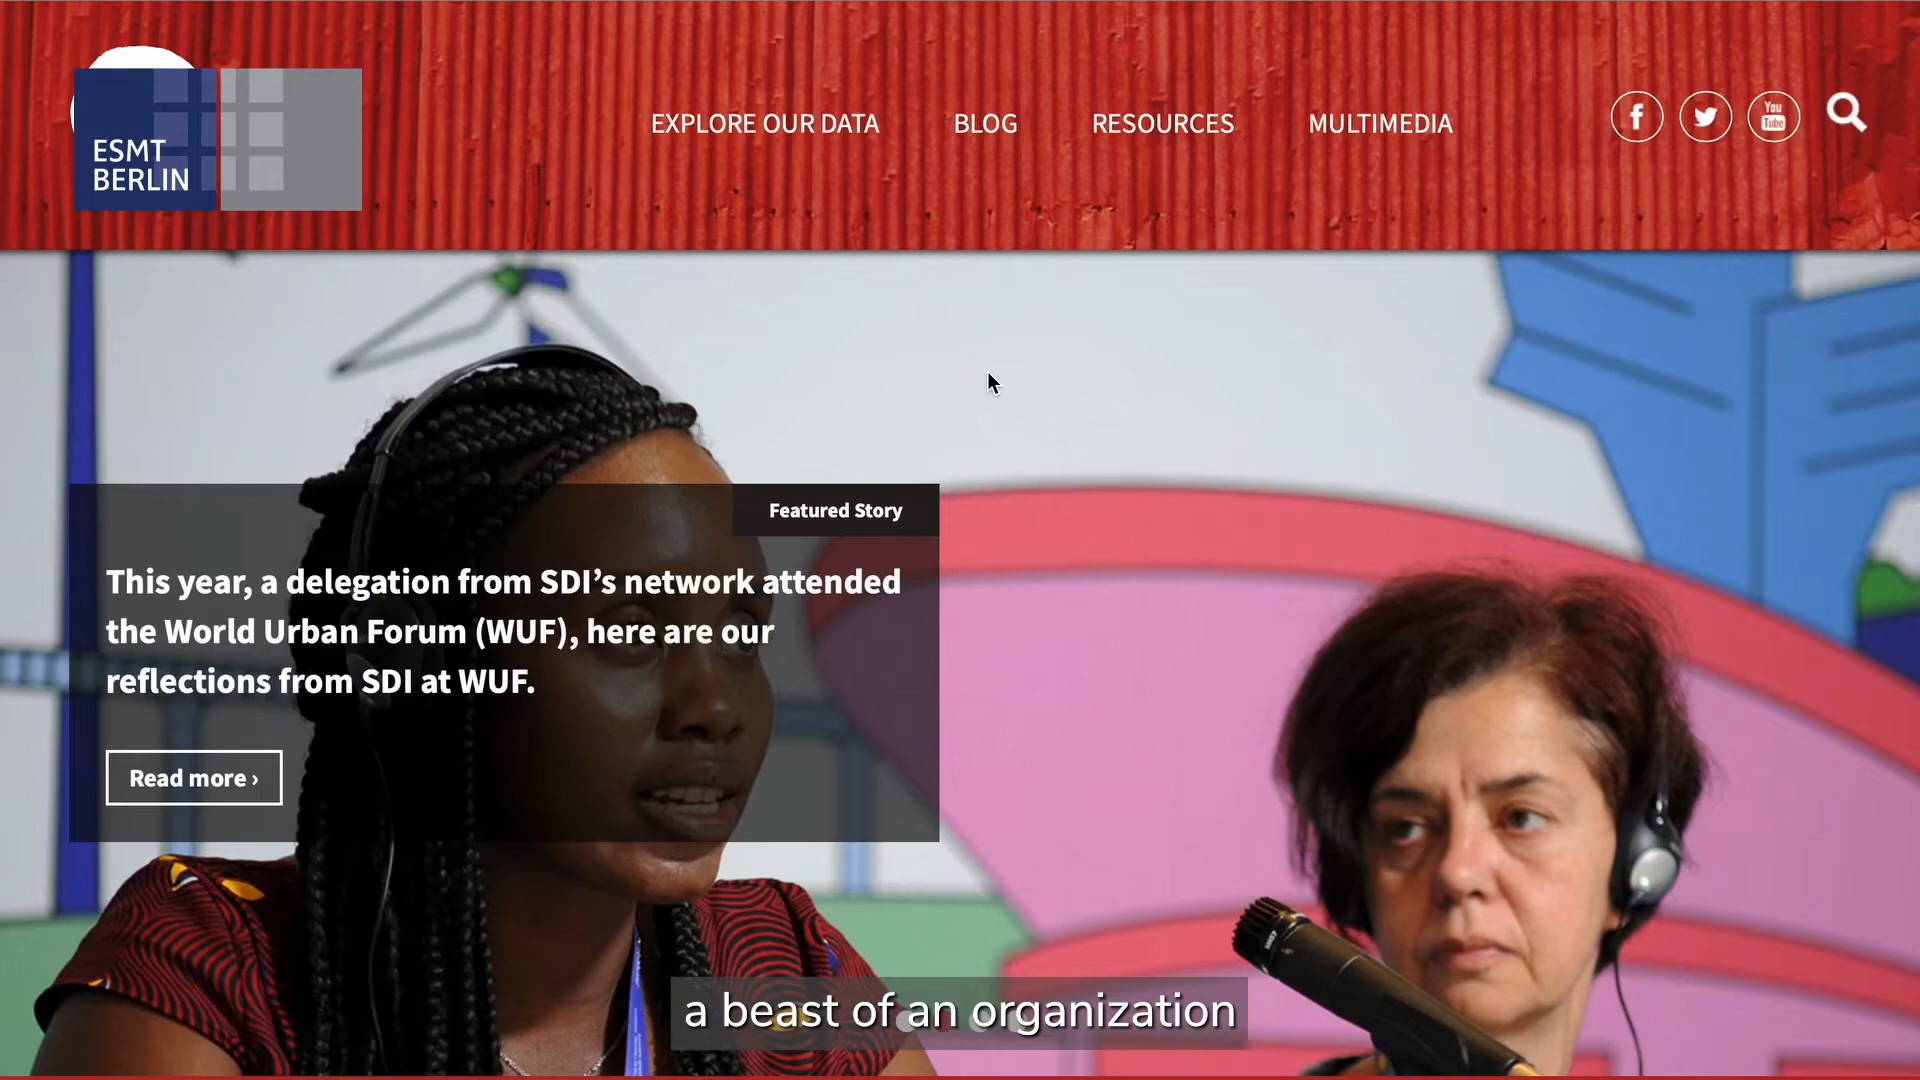 ESMT
BERLIN
EXPLORE OUR DATA
BLOG
RESOURCES
MULTIMEDIA
You
Tube
Featured Story
This year, a delegation from SDI’s network attended
the World Urban Forum (WUF), here are our
reflections from SDI at WUF.
Read more ›
a beast of an organization